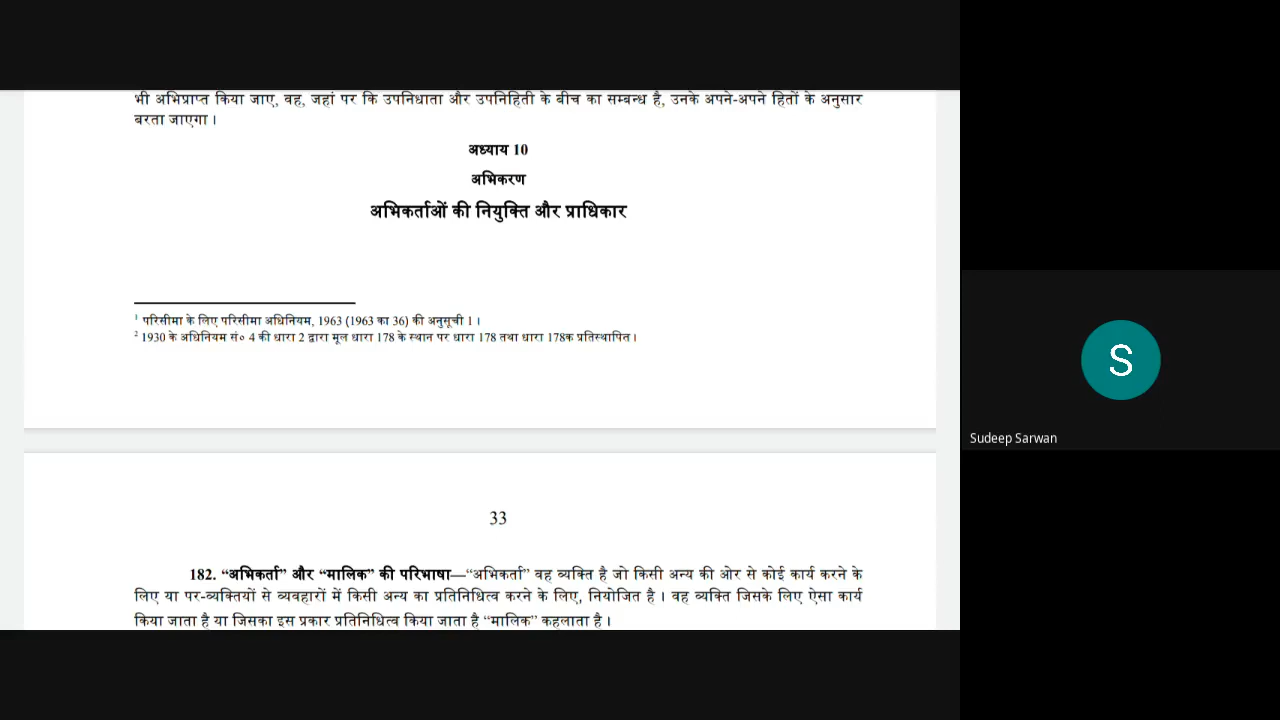 भी अभिप्राप्त किया जाए, वह, जहां पर कि उपनिधाता और उपनिहिती के बीच का सम्बन्ध है, उनके अपने-अपने हितों के अनुसार
बरता जाएगा ।
अध्याय 10
अभिकरण
अभिकर्ताओं की नियुक्ति और प्राधिकार
1 परिसीमा के लिए परिसीमा अधिनियम, 1963 (1963 का 36) की अनुसूची 1 ।
2 1930 के अधिनियम सं० 4 की धारा 2 द्वारा मूल धारा 178 के स्थान पर धारा 178 तथा धारा 178क प्रतिस्थापित ।
33
182. “अभिकर्ता” और “मालिक” की परिभाषा—“अभिकर्ता” वह व्यक्ति है जो किसी अन्य की ओर से कोई कार्य करने के
लिए या पर-व्यक्तियों से व्यवहारों में किसी अन्य का प्रतिनिधित्व करने के लिए, नियोजित है । वह व्यक्ति जिसके लिए ऐसा कार्य
किया जाता है या जिसका इस प्रकार प्रतिनिधित्व किया जाता है “मालिक” कहलाता है ।
S
Sudeep Sarwan